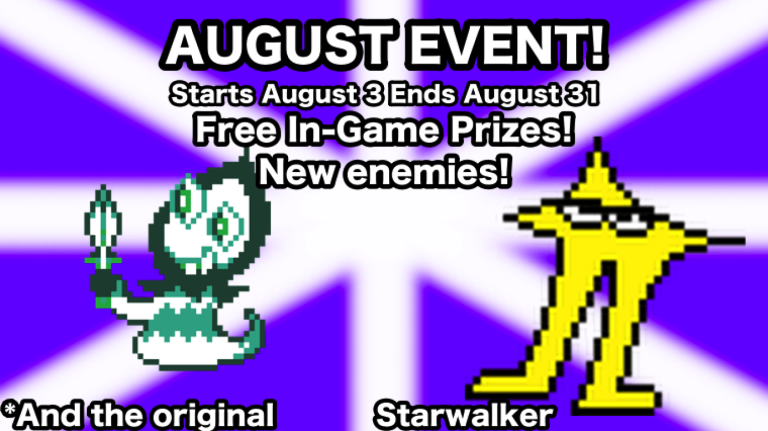 AUGUST EVENT!
Starts August 3 Ends August 31
Free In-Game Prizes!
New enemies!
*And the original Starwalker